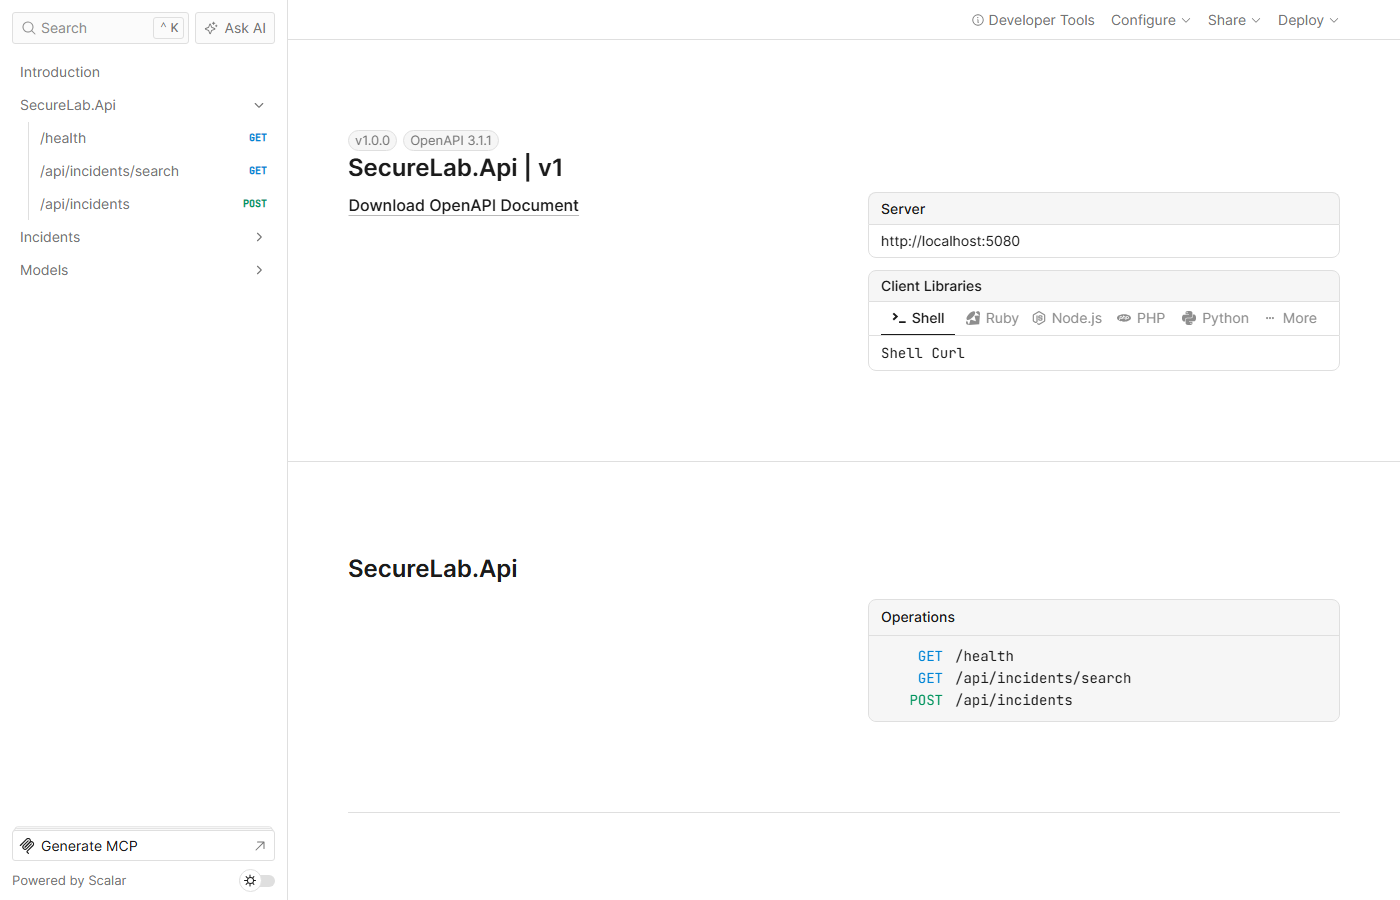 Search ^ K Ask AI
Introduction
SecureLab.Api
/health GET
/api/incidents/search GET
/api/incidents POST
Incidents
Models
Generate MCP
Powered by Scalar
Developer Tools Configure Share Deploy
v1.0.0 OpenAPI 3.1.1
SecureLab.Api | v1
Download OpenAPI Document
Server
http://localhost:5080
Client Libraries
Shell Ruby Node.js PHP Python More
Shell Curl
SecureLab.Api
Operations
GET /health
GET /api/incidents/search
POST /api/incidents